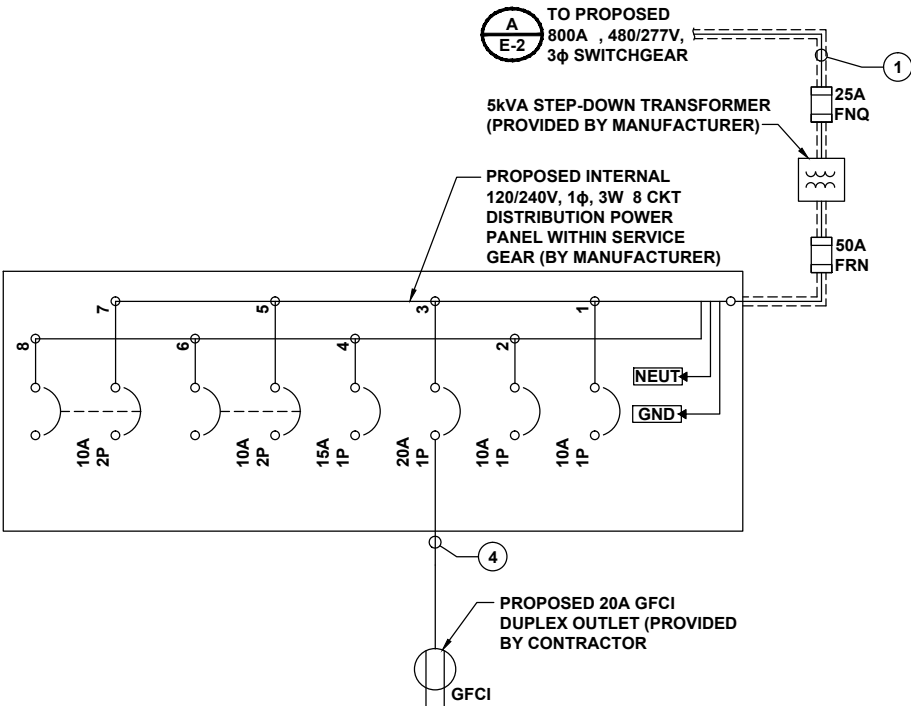 A
E-2
TO PROPOSED
800A , 480/277V,
3ϕ SWITCHGEAR
1
25A
FNQ
5kVA STEP-DOWN TRANSFORMER
(PROVIDED BY MANUFACTURER)
PROPOSED INTERNAL
120/240V, 1ϕ, 3W 8 CKT
DISTRIBUTION POWER
PANEL WITHIN SERVICE
GEAR (BY MANUFACTURER)
50A
FRN
7
5
3
1
8
6
4
2
NEUT
GND
10A
2P
10A
2P
15A
1P
20A
1P
10A
1P
10A
1P
4
PROPOSED 20A GFCI
DUPLEX OUTLET (PROVIDED
BY CONTRACTOR
GFCI